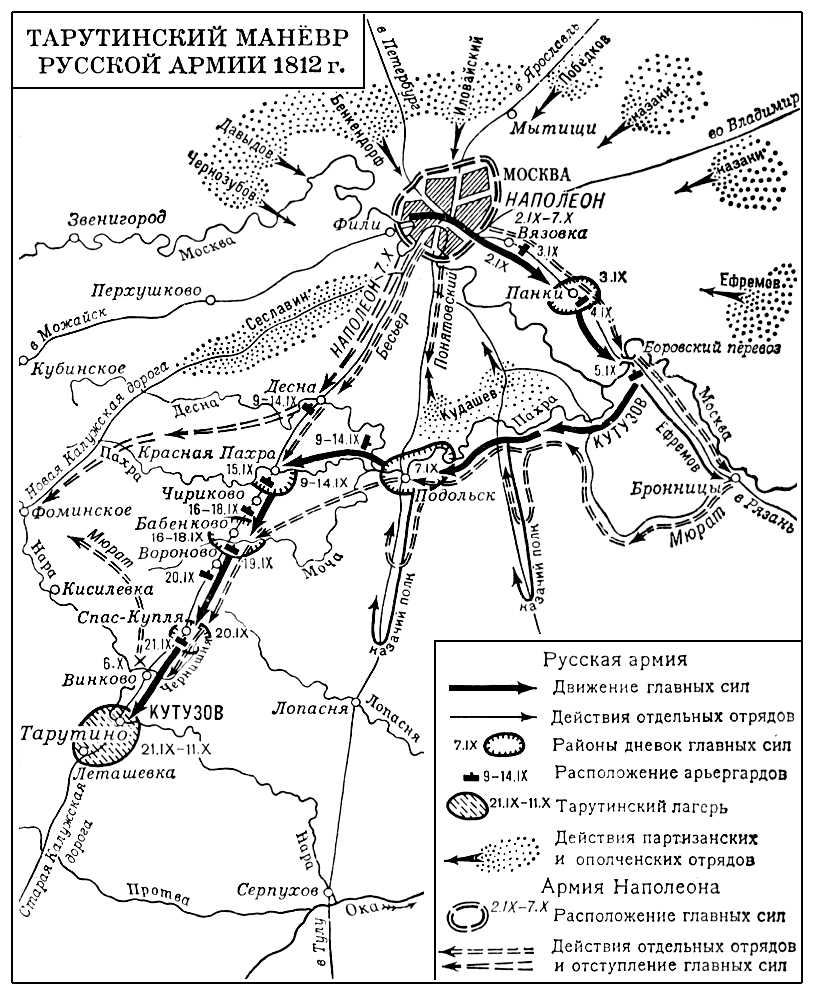 ТАРУТИНСКИЙ МАНЁВР
РУССКОЙ АРМИИ 1812 г.
в Петербург
Иловайский
в Ярославль
Победнов
казаки
Мытищи
во Владимир
Бенкендорф
Давыдов
Чернозубов
казаки
МОСКВА
НАПОЛЕОН
2.IX–7.X
Звенигород
Москва
Фили
Вязовка
3.IX
2.IX
Перхушково
НАПОЛЕОН–7.X
Понятовский
Панки
3.IX
4.IX
Ефремов
в Можайск
Сеславин
Бесьер
Боровский перевоз
5.IX
Кубинское
Новая Калужская дорога
Десна
9–14.IX
Десна
Кудашев
Пахра
КУТУЗОВ
Москва
Ефремов
Красная Пахра
9–14.IX
Пахра
15.IX
9–14.IX
7.IX
Подольск
Бронницы
в Рязань
Чириково
16–18.IX
Фоминское
Бабенково
16–18.IX
Мюрат
Мюрат
Вороново
19.IX
Моча
Нара
20.IX
Кисилевка
казачий полк
казачий полк
Спас-Купля
20.IX
21.IX
Чернишня
6.X
Винково
КУТУЗОВ
Лопасня
Лопасня
Тарутино
21.IX–11.X
Леташевка
Старая Калужская
дорога
Нара
Протва
Серпухов
Ока
в Тулу
Русская армия
Движение главных сил
Действия отдельных отрядов
7.IX Районы дневок главных сил
9–14.IX Расположение арьергардов
21.IX–11.X Тарутинский лагерь
Действия партизанских
и ополченских отрядов
Армия Наполеона
2.IX–7.X Расположение главных сил
Действия отдельных отрядов
и отступление главных сил